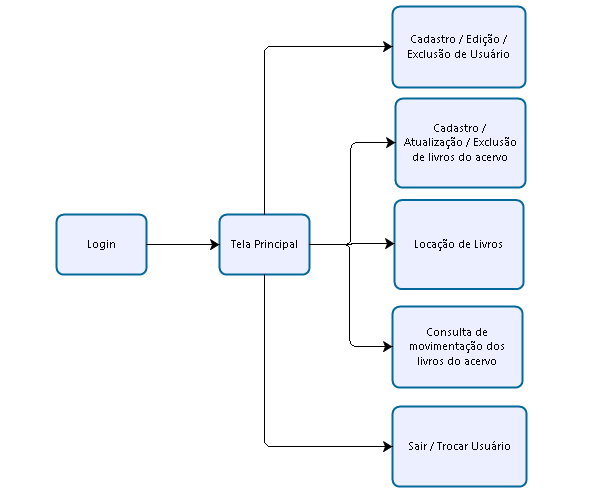 Cadastro / Edição /
Exclusão de Usuário
Cadastro /
Atualização / Exclusão
de livros do acervo
Login
Tela Principal
Locação de Livros
Consulta de
movimentação dos
livros do acervo
Sair / Trocar Usuário